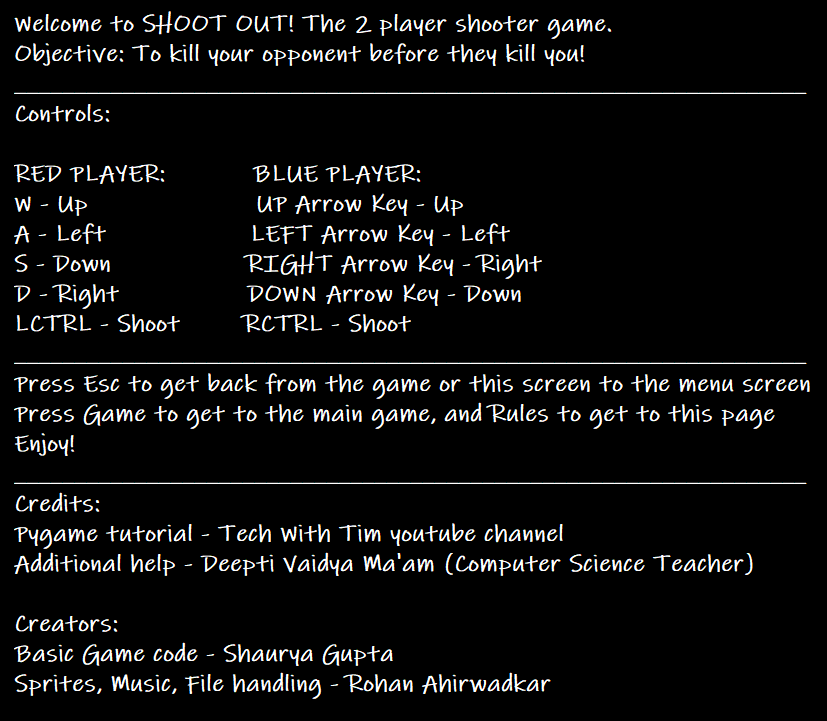 Welcome to SHOOT OUT! The 2 player shooter game.
Objective: To kill your opponent before they kill you!
Controls:
RED PLAYER: BLUE PLAYER:
W - Up UP Arrow Key - Up
A - Left LEFT Arrow Key - Left
S - Down RIGHT Arrow Key - Right
D - Right DOWN Arrow Key - Down
LCTRL - Shoot RCTRL - Shoot
Press Esc to get back from the game or this screen to the menu screen
Press Game to get to the main game, and Rules to get to this page
Enjoy!
Credits:
Pygame tutorial - Tech With Tim youtube channel
Additional help - Deepti Vaidya Ma'am (Computer Science Teacher)
Creators:
Basic Game code - Shaurya Gupta
Sprites, Music, File handling - Rohan Ahirwadkar